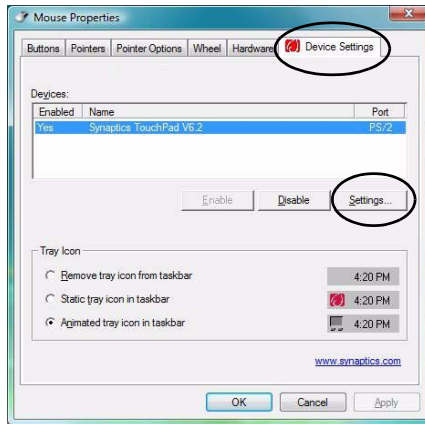 Mouse Properties
Buttons Pointers Pointer Options Wheel Hardware Device Settings
Devices:
Enabled Name Port
Yes Synaptics TouchPad V6.2 PS/2
Enable Disable Settings...
Tray Icon
Remove tray icon from taskbar 4:20 PM
Static tray icon in taskbar 4:20 PM
Animated tray icon in taskbar 4:20 PM
www.synaptics.com
OK Cancel Apply